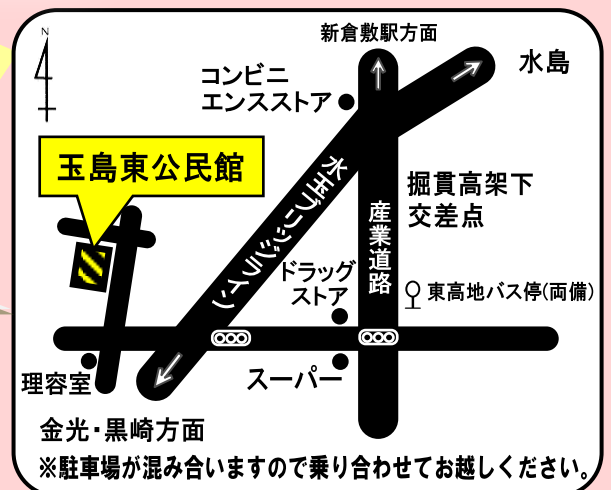 N
新倉敷駅方面
水島
コンビニ
エンスストア
玉島東公民館
水玉ブリッジライン
産業道路
掘貫高架下
交差点
ドラッグ
ストア
東高地バス停(両備)
理容室
スーパー
金光・黒崎方面
※駐車場が混み合いますので乗り合わせてお越しください。